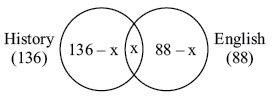 History
(136)
136 – x
x
88 – x
English
(88)